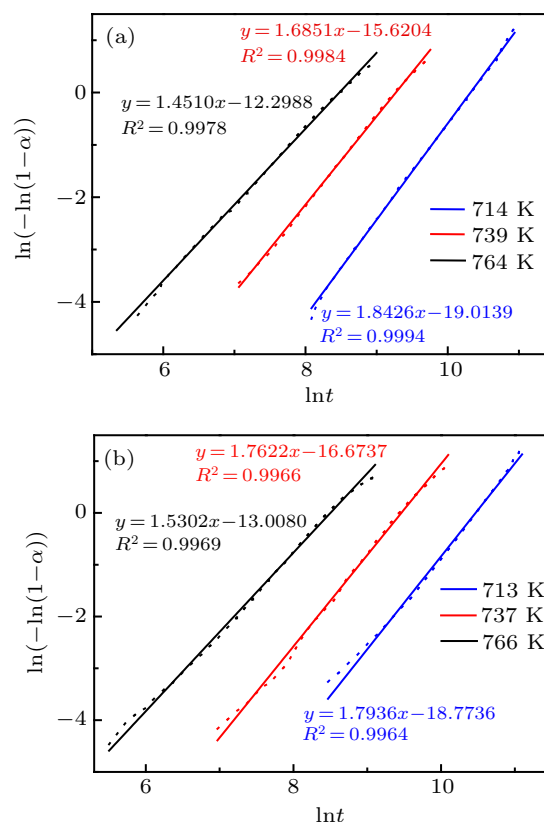 (a)
y=1.6851x−15.6204
R²=0.9984
y=1.4510x−12.2988
R²=0.9978
0
−2
−4
ln(−ln(1−α))
714 K
739 K
764 K
y=1.8426x−19.0139
R²=0.9994
6 8 10
lnt
(b)
y=1.7622x−16.6737
R²=0.9966
y=1.5302x−13.0080
R²=0.9969
0
−2
−4
ln(−ln(1−α))
713 K
737 K
766 K
y=1.7936x−18.7736
R²=0.9964
6 8 10
lnt